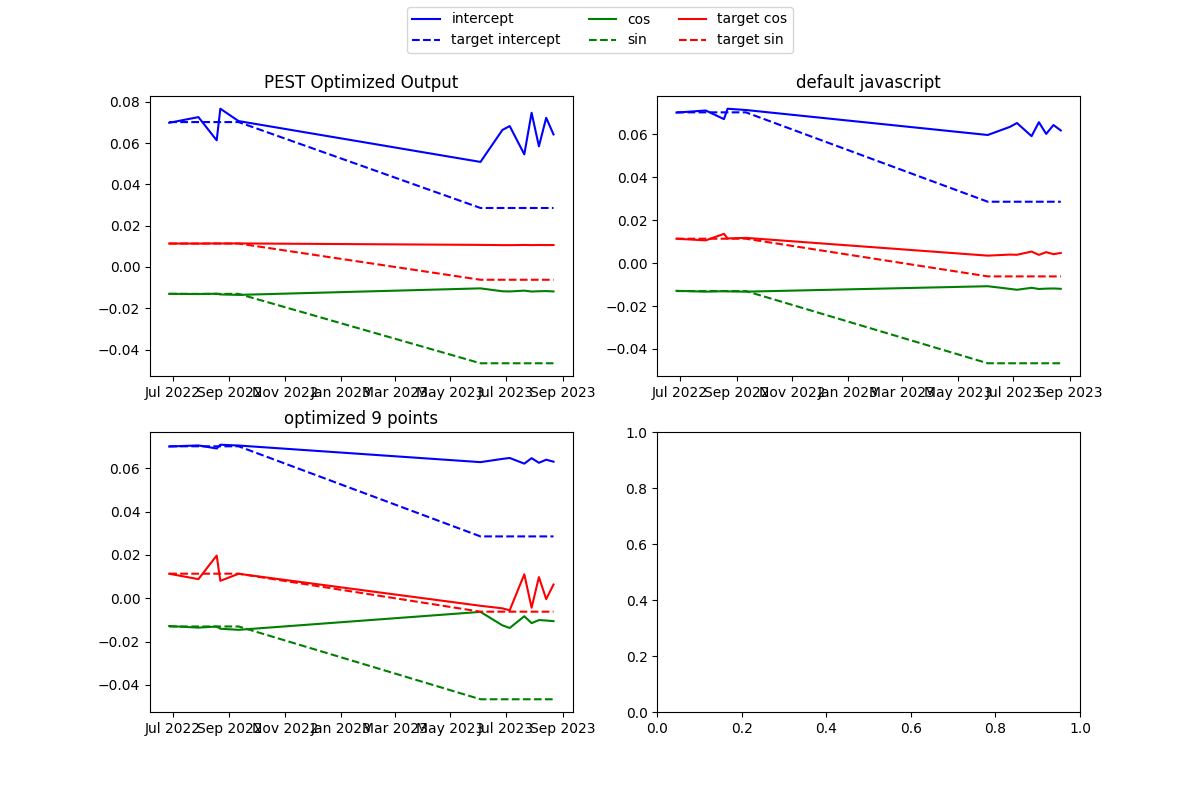 intercept cos target cos
target intercept sin target sin
PEST Optimized Output
0.08
0.06
0.04
0.02
0.00
−0.02
−0.04
Jul 2022 Sep 2022 Nov 2022 Jan 2023 Mar 2023 May 2023 Jul 2023 Sep 2023
default javascript
0.06
0.04
0.02
0.00
−0.02
−0.04
Jul 2022 Sep 2022 Nov 2022 Jan 2023 Mar 2023 May 2023 Jul 2023 Sep 2023
optimized 9 points
0.06
0.04
0.02
0.00
−0.02
−0.04
Jul 2022 Sep 2022 Nov 2022 Jan 2023 Mar 2023 May 2023 Jul 2023 Sep 2023
1.0
0.8
0.6
0.4
0.2
0.0
0.0 0.2 0.4 0.6 0.8 1.0